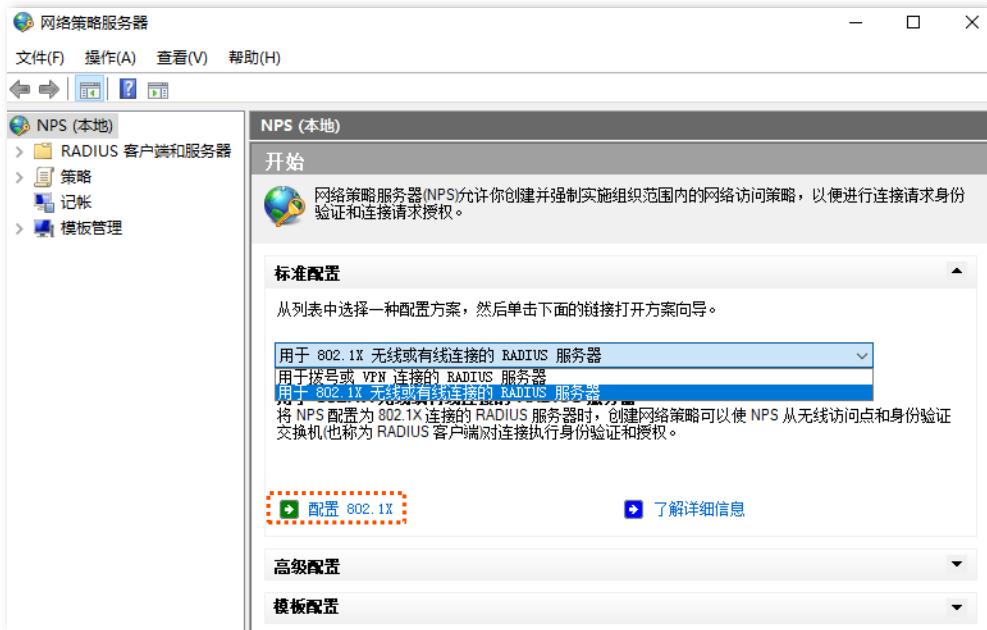 网络策略服务器
文件(F) 操作(A) 查看(V) 帮助(H)
NPS (本地)
RADIUS 客户端和服务器
策略
记帐
模板管理
NPS (本地)
开始
网络策略服务器(NPS)允许你创建并强制实施组织范围内的网络访问策略，以便进行连接请求身份
验证和连接请求授权。
标准配置
从列表中选择一种配置方案，然后单击下面的链接打开方案向导。
用于 802.1X 无线或有线连接的 RADIUS 服务器
用于拨号或 VPN 连接的 RADIUS 服务器
用于 802.1X 无线或有线连接的 RADIUS 服务器
将 NPS 配置为 802.1X 连接的 RADIUS 服务器时，创建网络策略可以使 NPS 从无线访问点和身份验证
交换机(也称为 RADIUS 客户端)对连接执行身份验证和授权。
配置 802.1X
了解详细信息
高级配置
模板配置